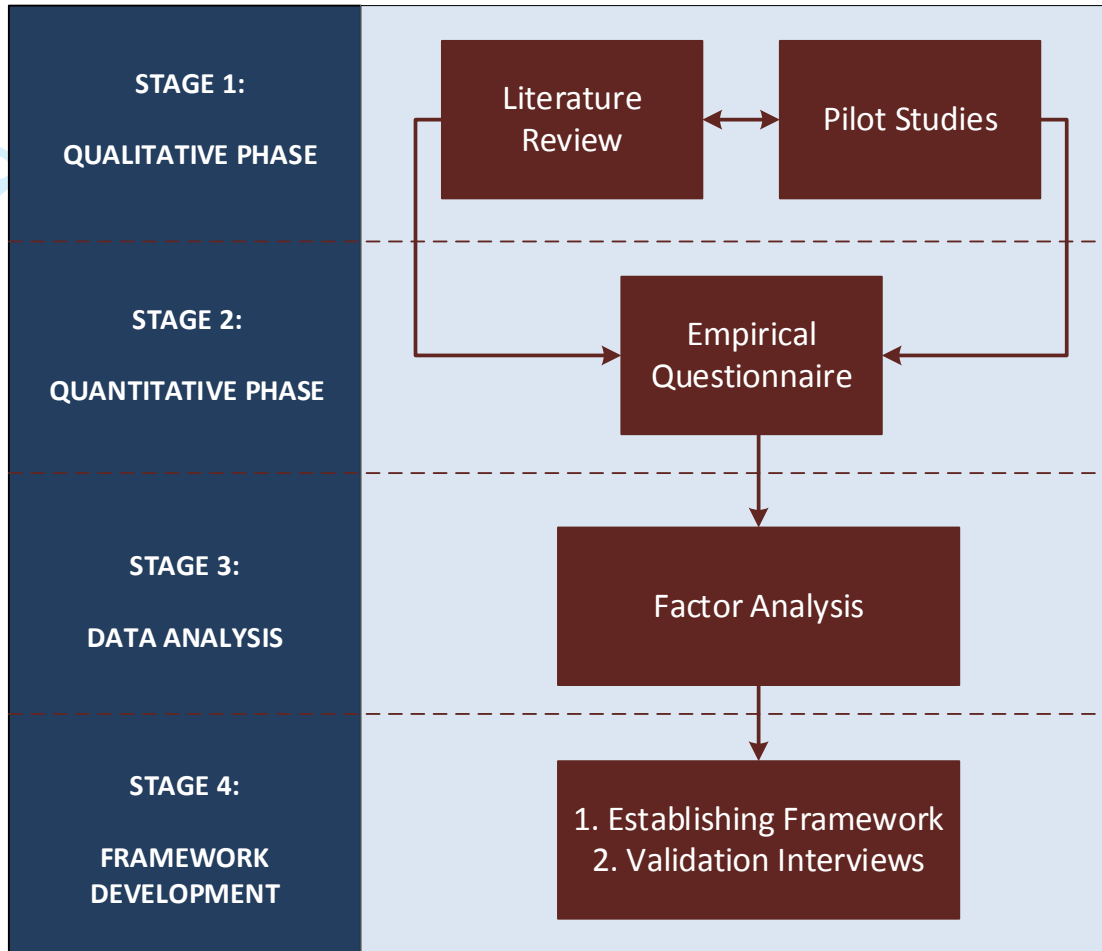 STAGE 1:
QUALITATIVE PHASE
Literature
Review
Pilot Studies
STAGE 2:
QUANTITATIVE PHASE
Empirical
Questionnaire
STAGE 3:
DATA ANALYSIS
Factor Analysis
STAGE 4:
FRAMEWORK
DEVELOPMENT
1. Establishing Framework
2. Validation Interviews